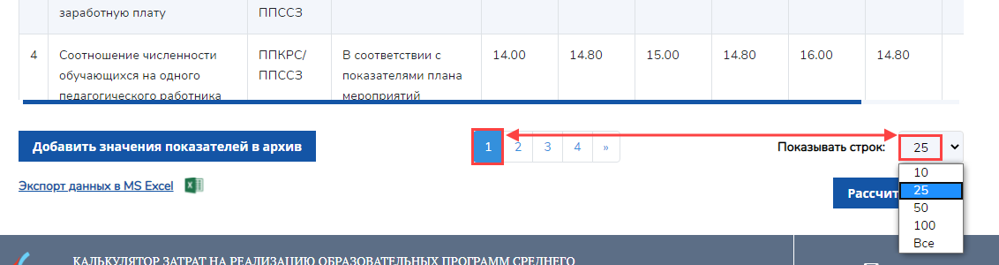 заработную плату ППССЗ
4 Соотношение численности ППКРС/ В соответствии с 14.00 14.80 15.00 14.80 16.00 14.80
обучающихся на одного ППССЗ показателями плана
педагогического работника мероприятий
Добавить значения показателей в архив 1 2 3 4 » Показывать строк: 25
10
Экспорт данных в MS Excel
Рассчит 25
50
100
Все
КАЛЬКУЛЯТОР ЗАТРАТ НА РЕАЛИЗАЦИЮ ОБРАЗОВАТЕЛЬНЫХ ПРОГРАММ СРЕДНЕГО